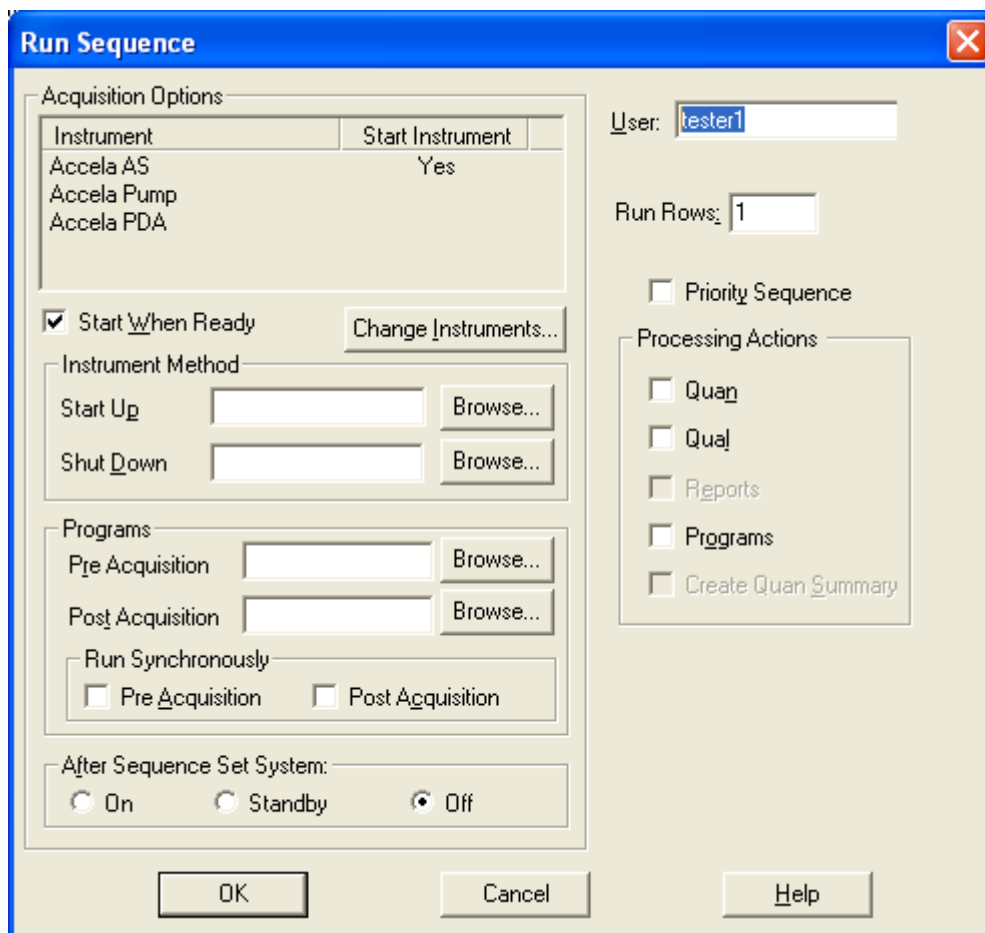 Run Sequence
Acquisition Options
Instrument Start Instrument
Accela AS Yes
Accela Pump
Accela PDA
Start When Ready
Change Instruments...
Instrument Method
Start Up Browse...
Shut Down Browse...
Programs
Pre Acquisition Browse...
Post Acquisition Browse...
Run Synchronously
Pre Acquisition Post Acquisition
After Sequence Set System:
On Standby Off
User: tester1
Run Rows: 1
Priority Sequence
Processing Actions
Quan
Qual
Reports
Programs
Create Quan Summary
OK Cancel Help